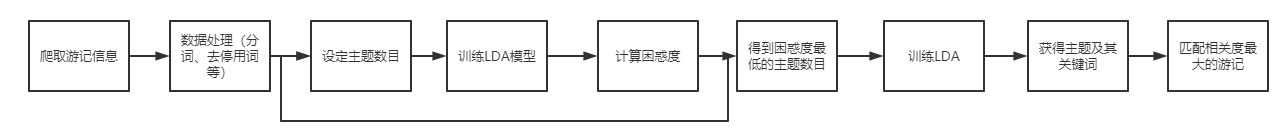 爬取游记信息
数据处理（分
词、去停用词
等）
设定主题数目
训练LDA模型
计算困惑度
得到困惑度最
低的主题数目
训练LDA
获得主题及其
关键词
匹配相关度最
大的游记